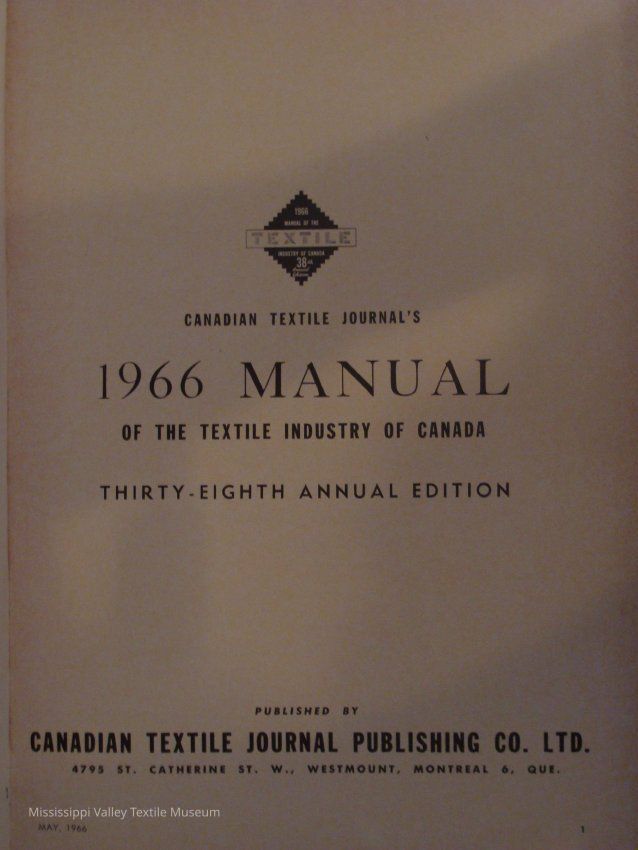 1966
MANUAL OF THE
TEXTILE
INDUSTRY OF CANADA
38th
Annual
Edition
CANADIAN TEXTILE JOURNAL'S
1966 MANUAL
OF THE TEXTILE INDUSTRY OF CANADA
THIRTY-EIGHTH ANNUAL EDITION
PUBLISHED BY
CANADIAN TEXTILE JOURNAL PUBLISHING CO. LTD.
4795 ST. CATHERINE ST. W., WESTMOUNT, MONTREAL 6, QUE.
Mississippi Valley Textile Museum
MAY, 1966
1